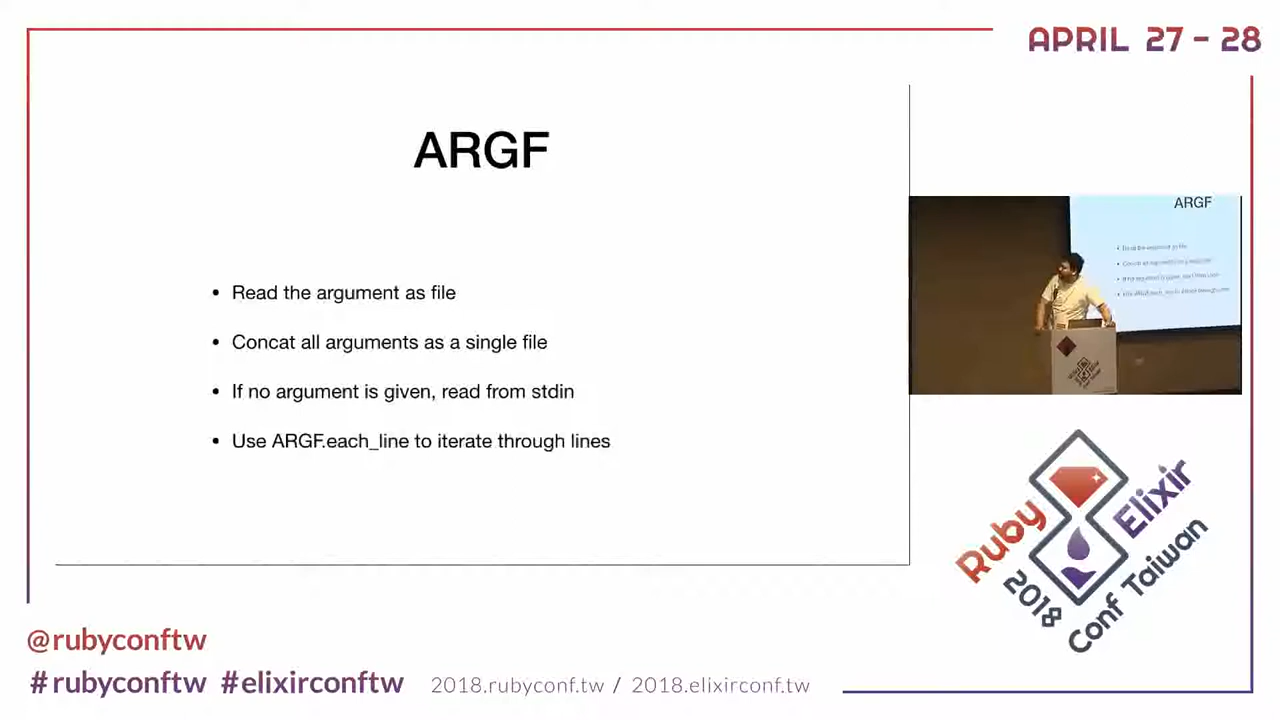 APRIL 27 - 28
ARGF
• Read the argument as file
• Concat all arguments as a single file
• If no argument is given, read from stdin
• Use ARGF.each_line to iterate through lines
ARGF
Ruby Elixir
2018 Conf Taiwan
@rubyconftw
#rubyconftw #elixirconftw 2018.rubyconf.tw / 2018.elixirconf.tw